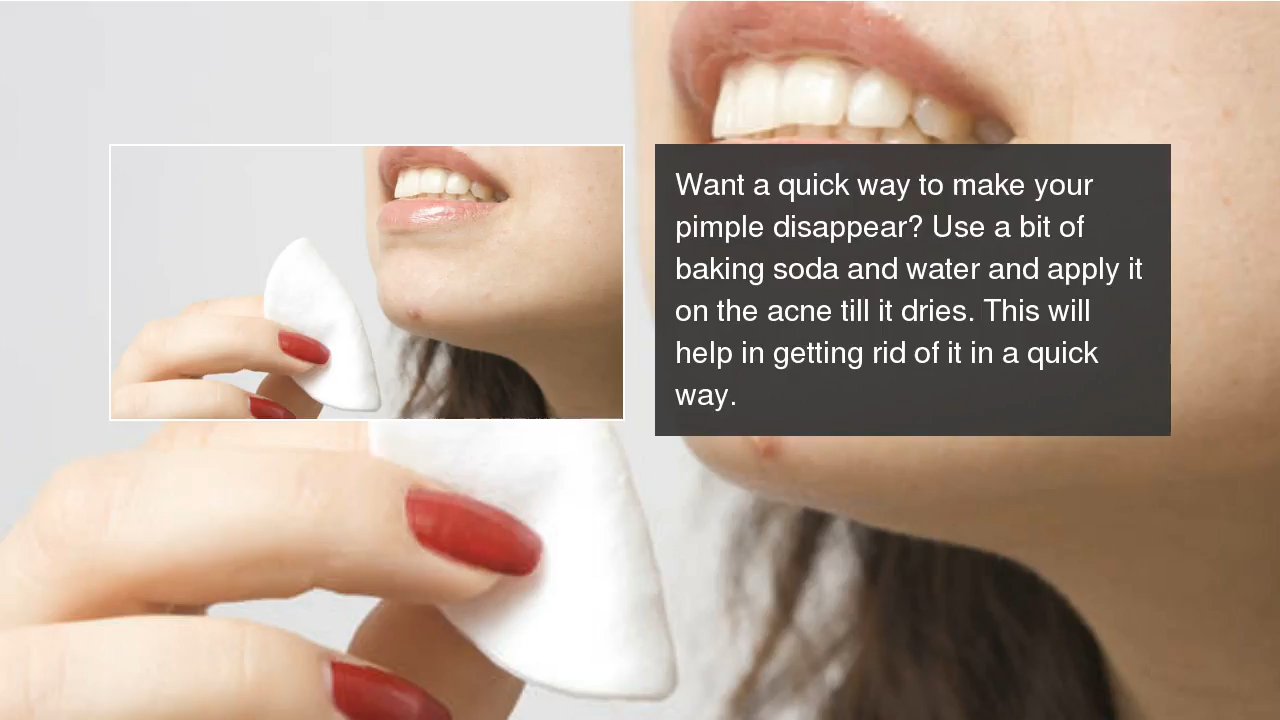 Want a quick way to make your
pimple disappear? Use a bit of
baking soda and water and apply it
on the acne till it dries. This will
help in getting rid of it in a quick
way.